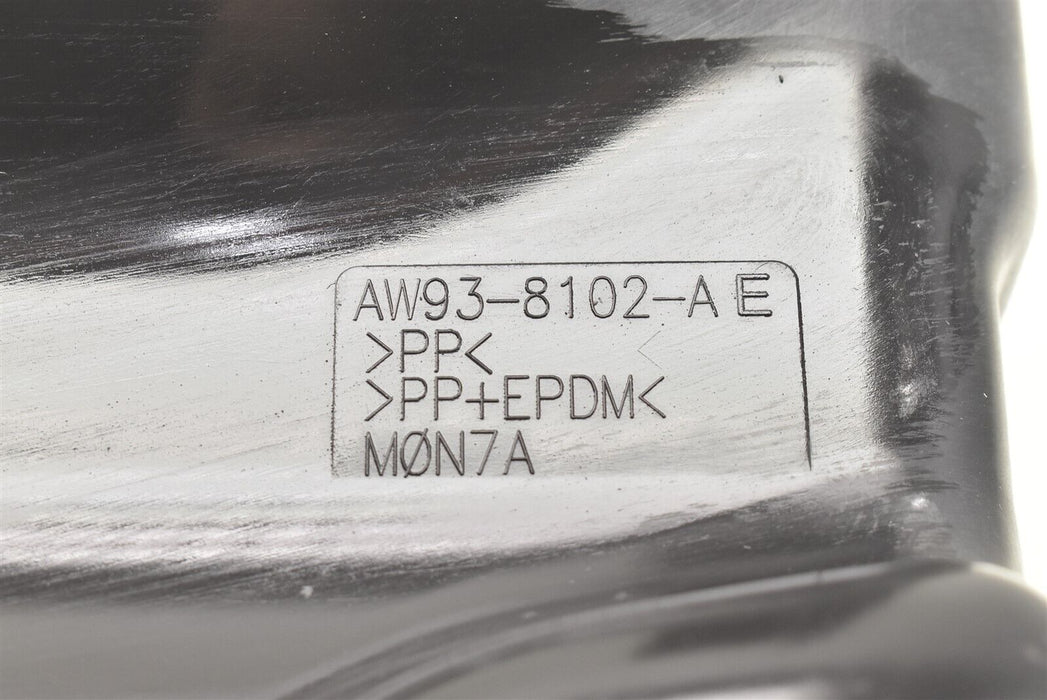 AW93-8102-A E
>PP<
>PP+EPDM<
MØN7A